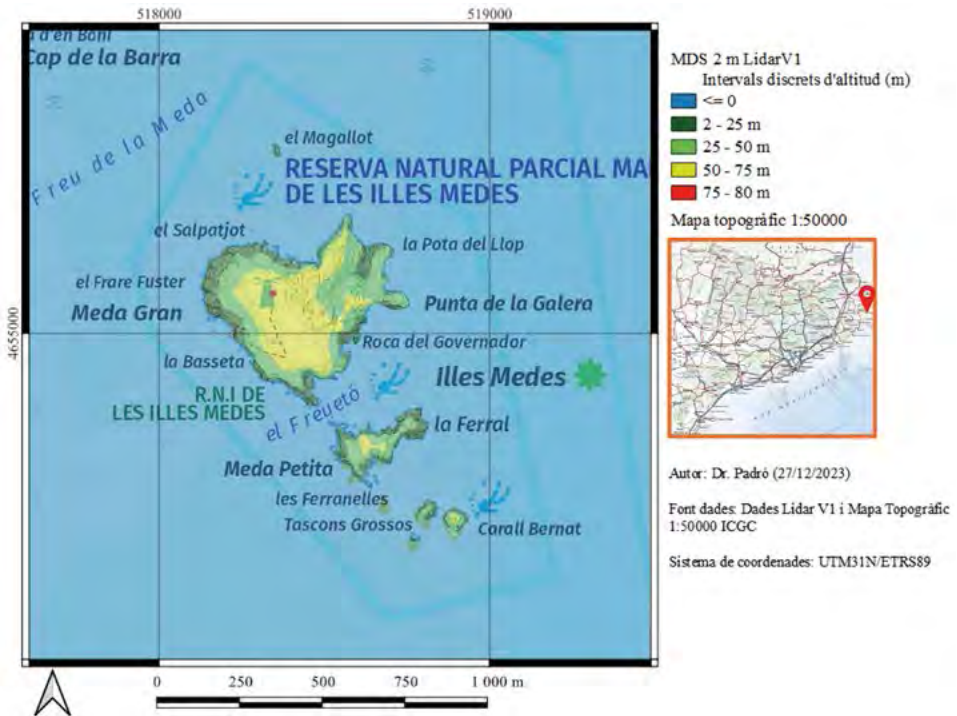 518000
519000
4655000
a d'en Boni
Cap de la Barra
Freu de la Meda
el Magallot
RESERVA NATURAL PARCIAL MA
DE LES ILLES MEDES
el Salpatjot
la Pota del Llop
el Frare Fuster
Meda Gran
Punta de la Galera
Roca del Governador
la Basseta
Illes Medes
R.N.I DE
LES ILLES MEDES
el Freuetó
la Ferral
Meda Petita
les Ferranelles
Tascons Grossos
Carall Bernat
0 250 500 750 1 000 m
MDS 2 m LidarV1
Intervals discrets d'altitud (m)
<= 0
2 - 25 m
25 - 50 m
50 - 75 m
75 - 80 m
Mapa topogràfic 1:50000
Autor: Dr. Padró (27/12/2023)
Font dades: Dades Lidar V1 i Mapa Topogràfic
1:50000 ICGC
Sistema de coordenades: UTM31N/ETRS89